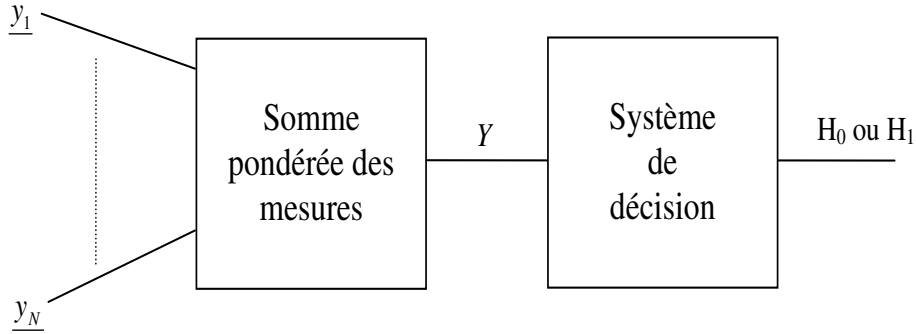 y1
Somme
pondérée des
mesures
Y
Système
de
décision
H0 ou H1
yN